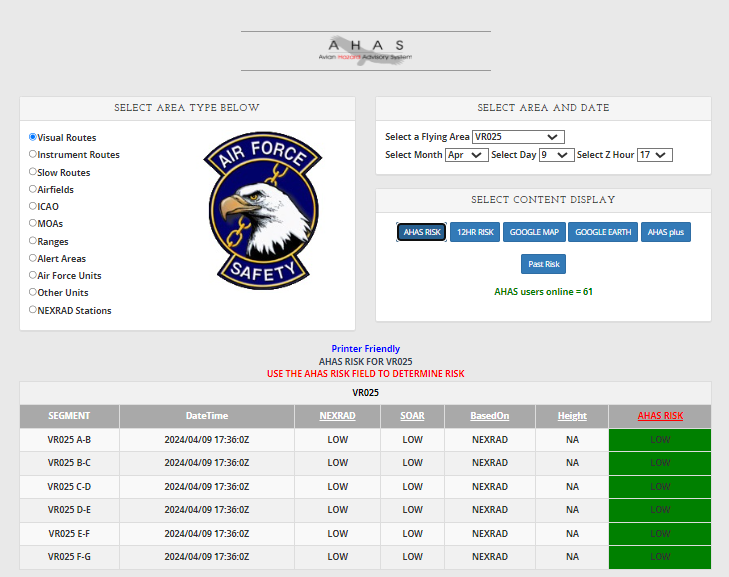 A H A S
Avian Hazard Advisory System
SELECT AREA TYPE BELOW
Visual Routes
Instrument Routes
Slow Routes
Airfields
ICAO
MOAs
Ranges
Alert Areas
Air Force Units
Other Units
NEXRAD Stations
AIR FORCE
SAFETY
SELECT AREA AND DATE
Select a Flying Area VR025
Select Month Apr Select Day 9 Select Z Hour 17
SELECT CONTENT DISPLAY
AHAS RISK 12HR RISK GOOGLE MAP GOOGLE EARTH AHAS plus
Past Risk
AHAS users online = 61
Printer Friendly
AHAS RISK FOR VR025
USE THE AHAS RISK FIELD TO DETERMINE RISK
VR025
SEGMENT DateTime NEXRAD SOAR BasedOn Height AHAS RISK
VR025 A-B 2024/04/09 17:36:0Z LOW LOW NEXRAD NA LOW
VR025 B-C 2024/04/09 17:36:0Z LOW LOW NEXRAD NA LOW
VR025 C-D 2024/04/09 17:36:0Z LOW LOW NEXRAD NA LOW
VR025 D-E 2024/04/09 17:36:0Z LOW LOW NEXRAD NA LOW
VR025 E-F 2024/04/09 17:36:0Z LOW LOW NEXRAD NA LOW
VR025 F-G 2024/04/09 17:36:0Z LOW LOW NEXRAD NA LOW